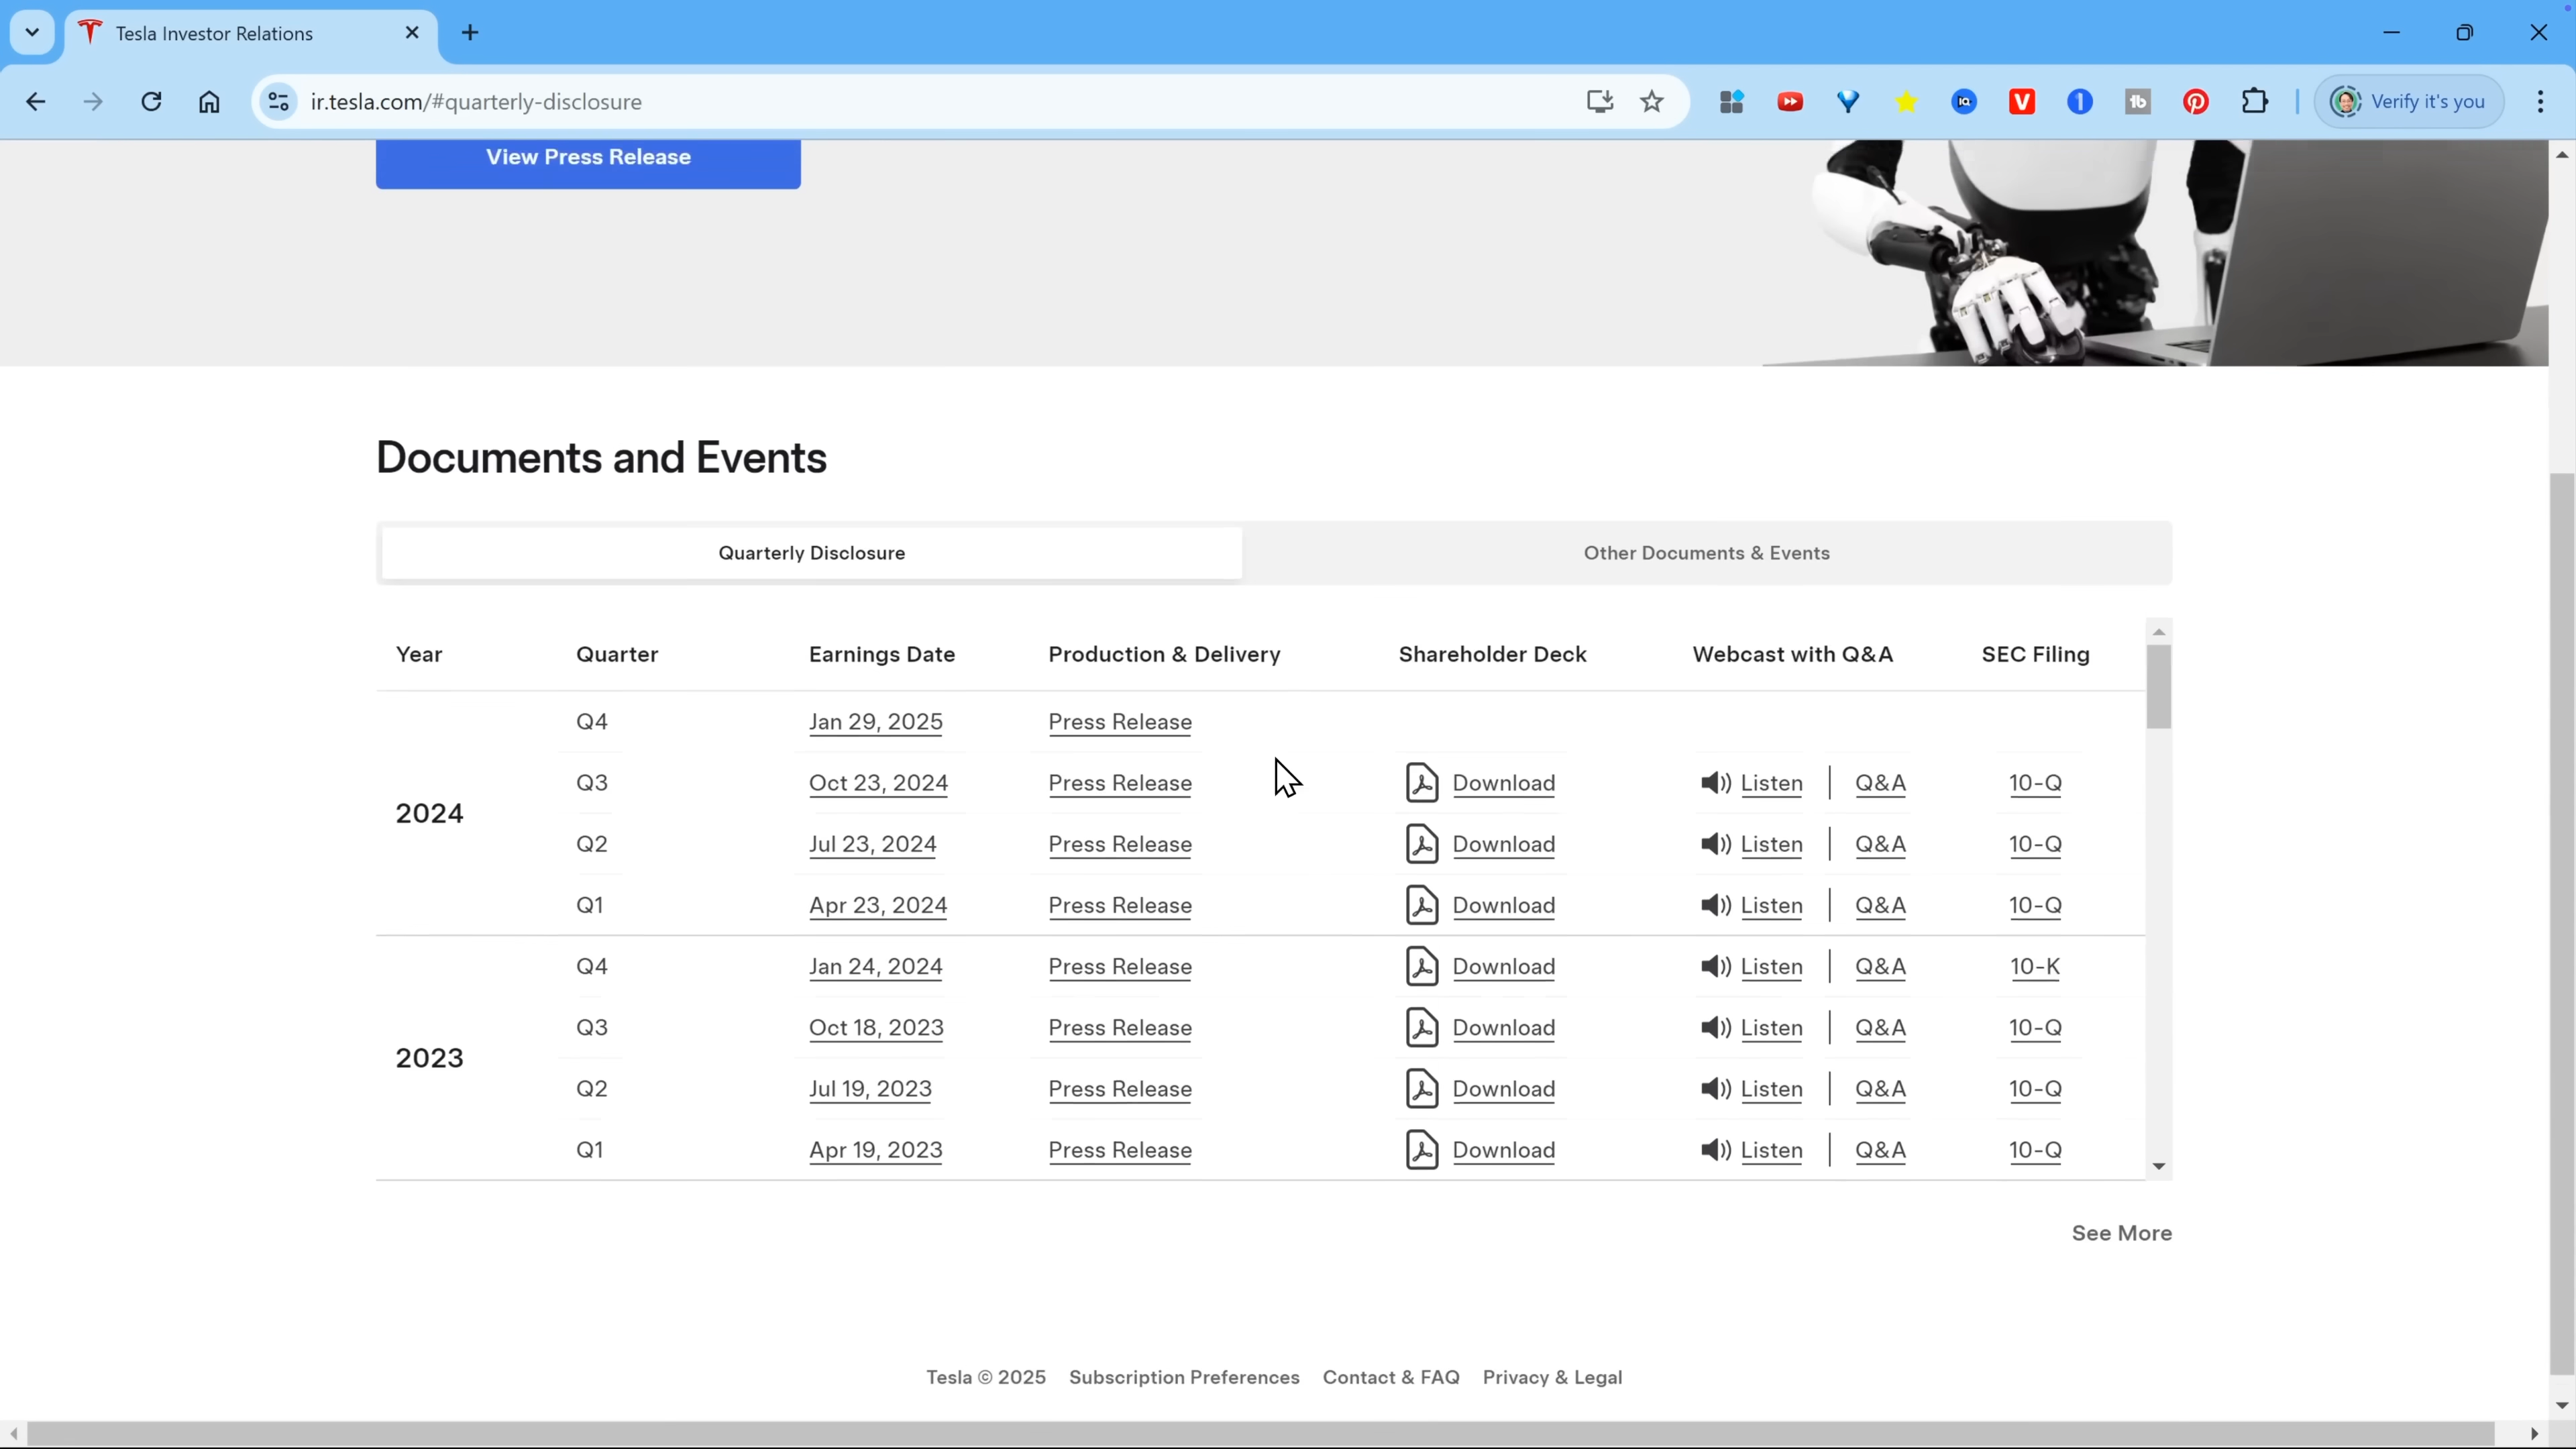 Tesla Investor Relations
ir.tesla.com/#quarterly-disclosure
Verify it's you
View Press Release
Documents and Events
Quarterly Disclosure Other Documents & Events
Year Quarter Earnings Date Production & Delivery Shareholder Deck Webcast with Q&A SEC Filing
Q4 Jan 29, 2025 Press Release
Q3 Oct 23, 2024 Press Release Download Listen | Q&A 10-Q
2024
Q2 Jul 23, 2024 Press Release Download Listen | Q&A 10-Q
Q1 Apr 23, 2024 Press Release Download Listen | Q&A 10-Q
Q4 Jan 24, 2024 Press Release Download Listen | Q&A 10-K
Q3 Oct 18, 2023 Press Release Download Listen | Q&A 10-Q
2023
Q2 Jul 19, 2023 Press Release Download Listen | Q&A 10-Q
Q1 Apr 19, 2023 Press Release Download Listen | Q&A 10-Q
See More
Tesla © 2025 Subscription Preferences Contact & FAQ Privacy & Legal